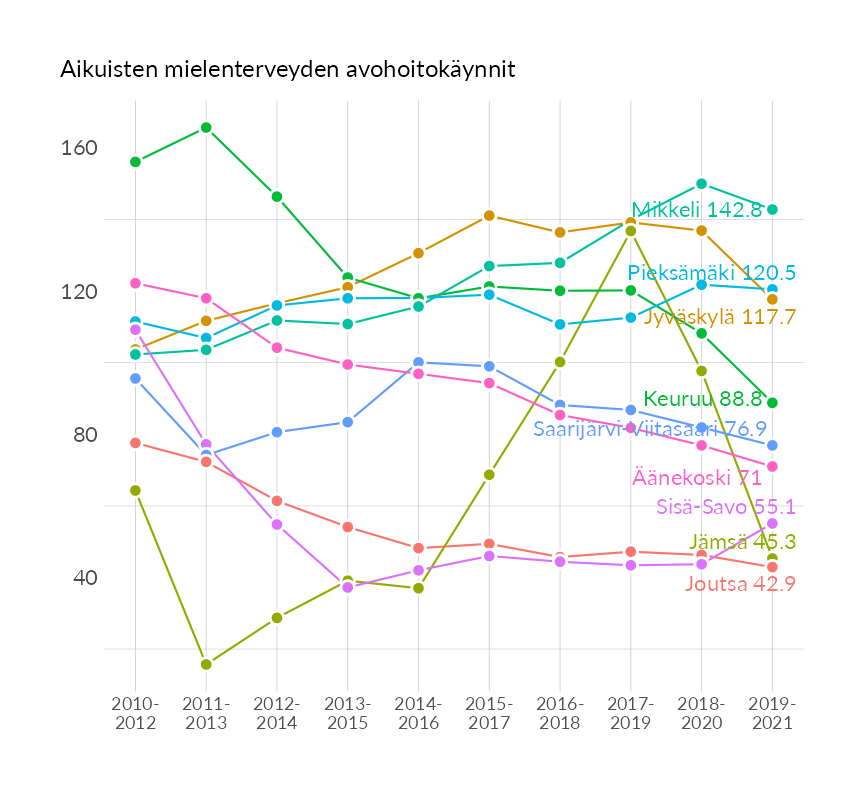 Aikuisten mielenterveyden avohoitokäynnit
160
120
80
40
Mikkeli 142.8
Pieksämäki 120.5
Jyväskylä 117.7
Keuruu 88.8
Saarijärvi-Viitasaari 76.9
Äänekoski 71
Sisä-Savo 55.1
Jämsä 45.3
Joutsa 42.9
2010- 2011- 2012- 2013- 2014- 2015- 2016- 2017- 2018- 2019-
2012 2013 2014 2015 2016 2017 2018 2019 2020 2021